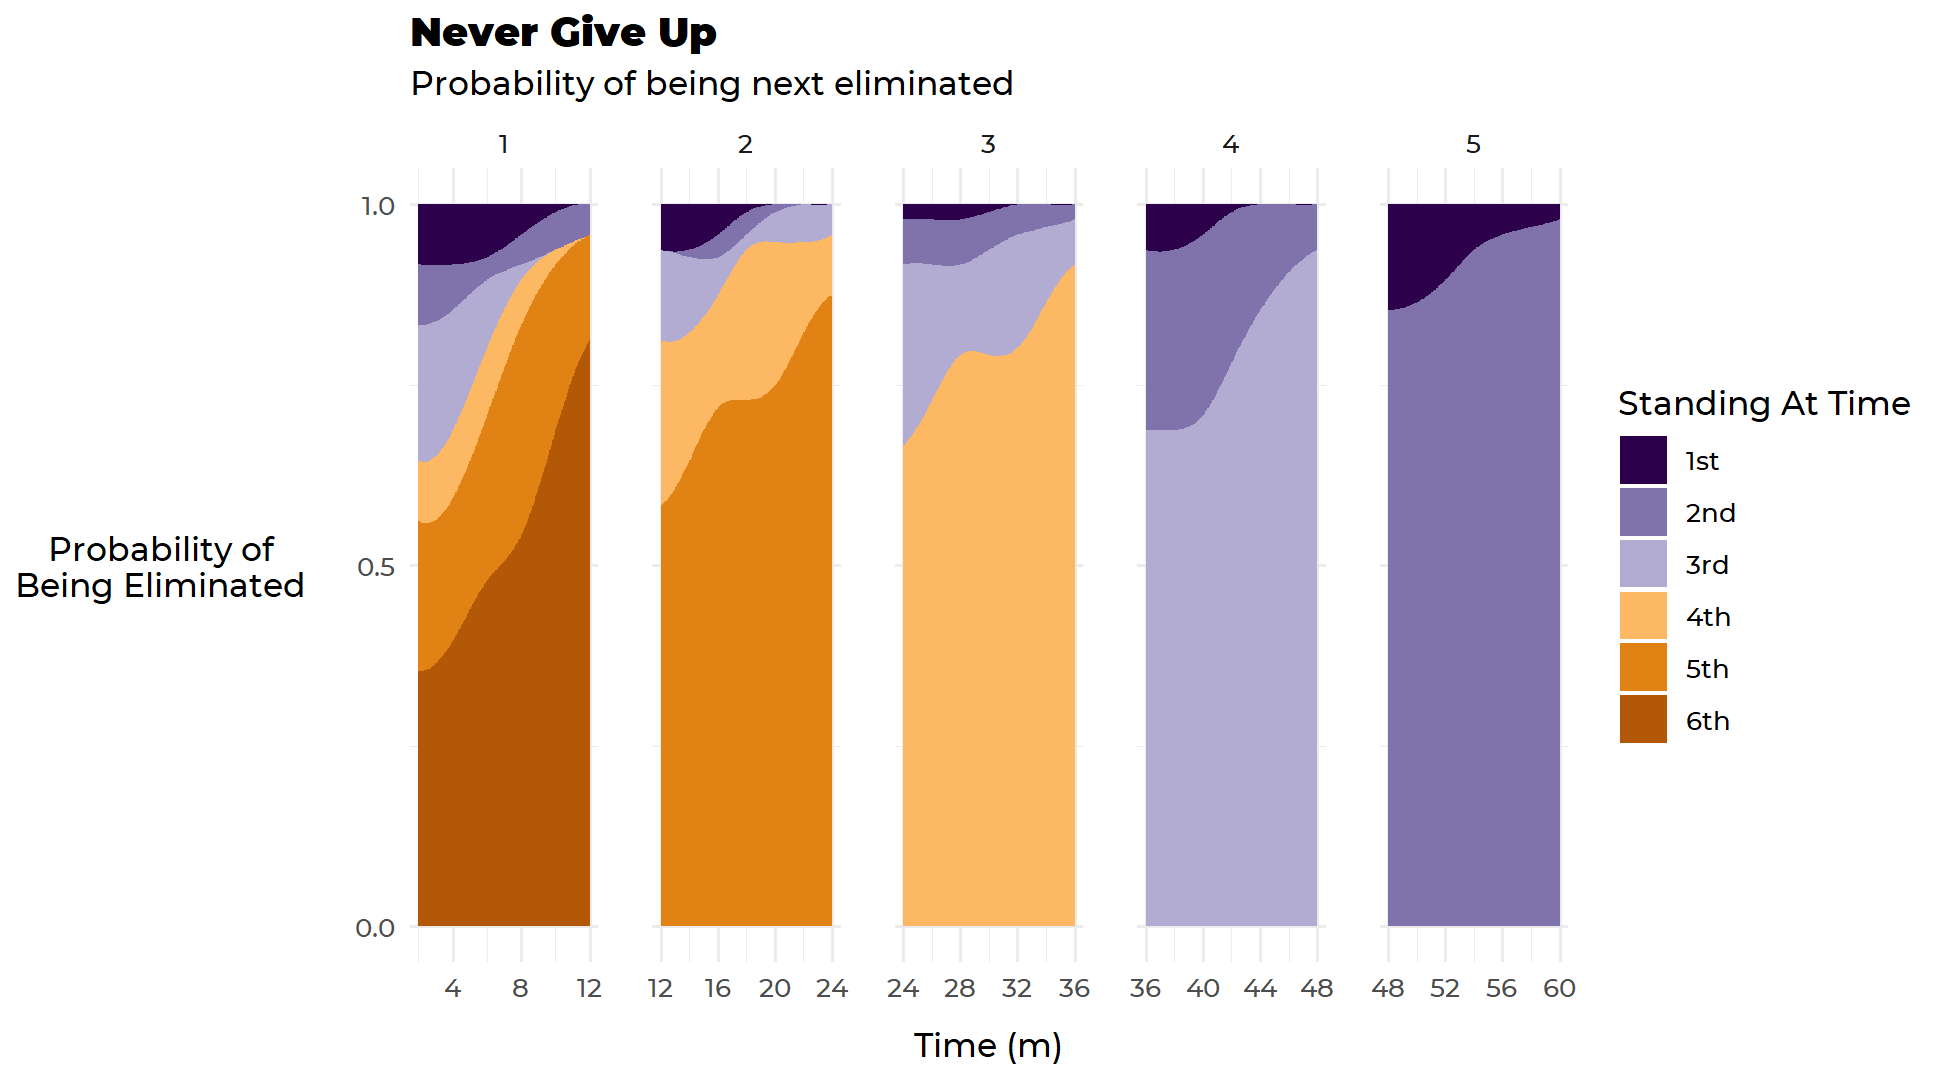 Never Give Up
Probability of being next eliminated
1 2 3 4 5
1.0
0.5
0.0
Probability of
Being Eliminated
4 8 12 12 16 20 24 24 28 32 36 36 40 44 48 48 52 56 60
Time (m)
Standing At Time
1st
2nd
3rd
4th
5th
6th